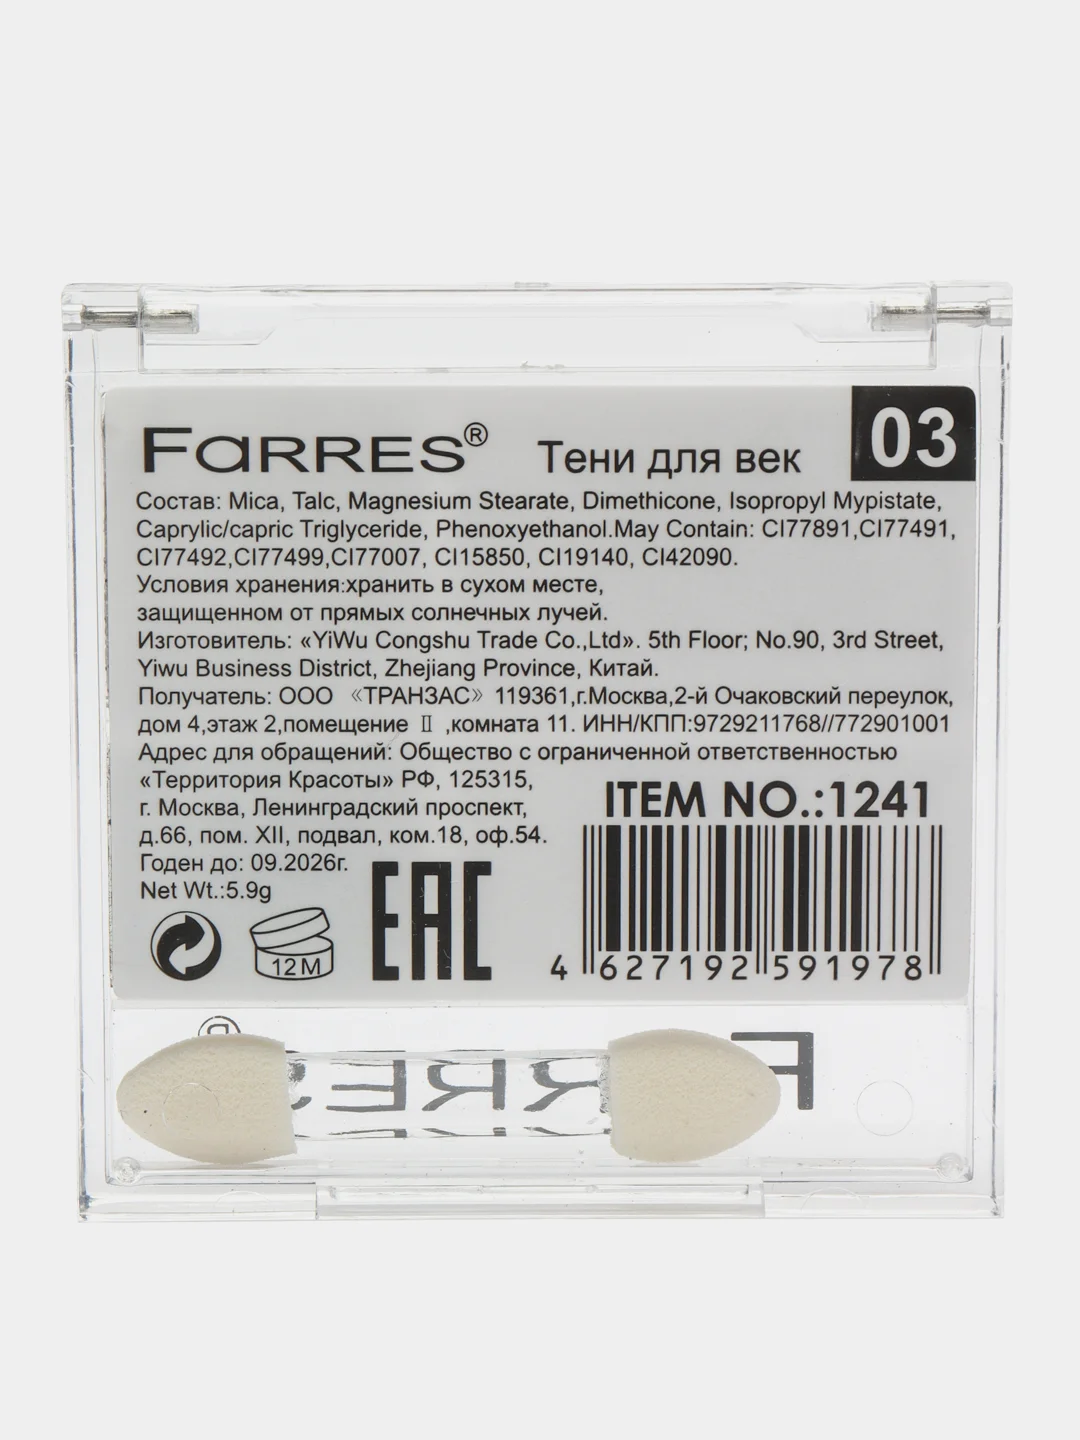 FARRES®
Тени для век
03
Состав: Mica, Talc, Magnesium Stearate, Dimethicone, Isopropyl Mypistate,
Caprylic/capric Triglyceride, Phenoxyethanol.May Contain: CI77891,CI77491,
CI77492,CI77499,CI77007, CI15850, CI19140, CI42090.
Условия хранения:хранить в сухом месте,
защищенном от прямых солнечных лучей.
Изготовитель: «YiWu Congshu Trade Co.,Ltd». 5th Floor; No.90, 3rd Street,
Yiwu Business District, Zhejiang Province, Китай.
Получатель: ООО 《ТРАНЗАС》 119361,г.Москва,2-й Очаковский переулок,
дом 4,этаж 2,помещение Ⅱ ,комната 11. ИНН/КПП:9729211768//772901001
Адрес для обращений: Общество с ограниченной ответственностью
«Территория Красоты» РФ, 125315,
г. Москва, Ленинградский проспект,
д.66, пом. XII, подвал, ком.18, оф.54.
Годен до: 09.2026г.
Net Wt.:5.9g
ITEM NO.:1241
12M
EAC
4 627192 591978
F RRES®